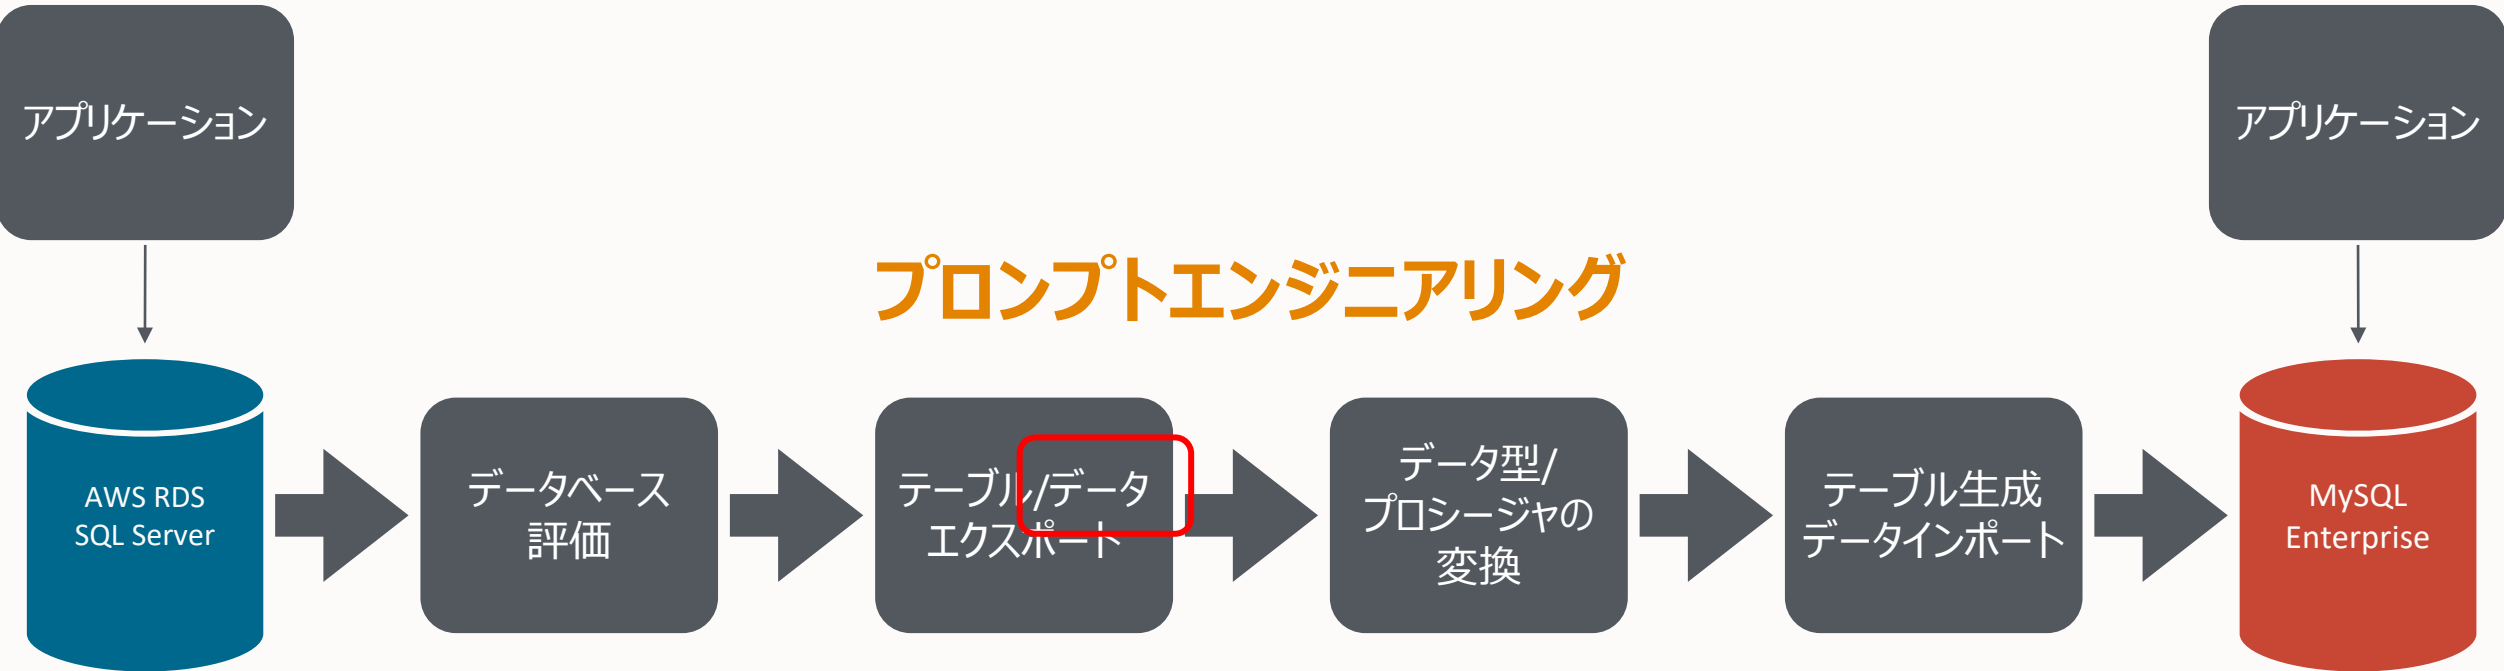 アプリケーション
アプリケーション
プロンプトエンジニアリング
AWS RDS
SQL Server
データベース
評価
テーブル/データ
エクスポート
データ型/
プロシージャの
変換
テーブル生成
データインポート
MySQL
Enterprise